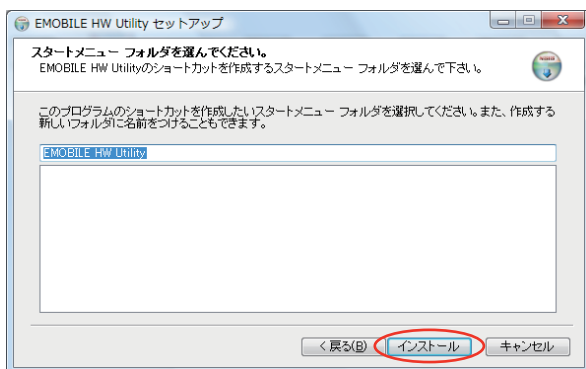 EMOBILE HW Utility セットアップ
スタートメニュー フォルダを選んでください。
EMOBILE HW Utilityのショートカットを作成するスタートメニュー フォルダを選んで下さい。
このプログラムのショートカットを作成したいスタートメニュー フォルダを選択してください。また、作成する
新しいフォルダに名前をつけることもできます。
EMOBILE HW Utility
< 戻る(B)
インストール
キャンセル